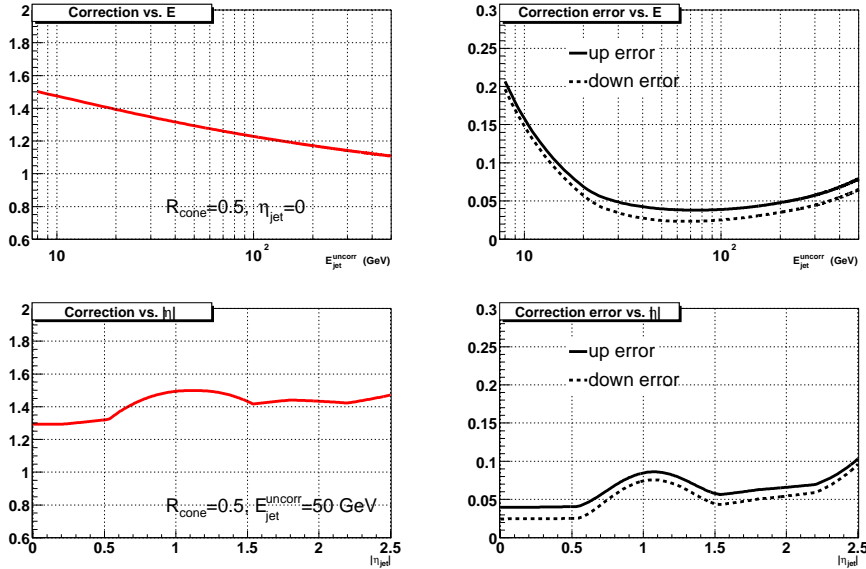 Correction vs. E
2
1.8
1.6
1.4
1.2
1
0.8
0.6
R_cone=0.5, η_jet=0
10
10^2
E_jet^uncorr (GeV)
Correction error vs. E
0.3
0.25
0.2
0.15
0.1
0.05
0
up error
down error
10
10^2
E_jet^uncorr (GeV)
Correction vs. |η|
2
1.8
1.6
1.4
1.2
1
0.8
0.6
R_cone=0.5, E_jet^uncorr=50 GeV
0 0.5 1 1.5 2 2.5
|η_jet|
Correction error vs. |η|
0.3
0.25
0.2
0.15
0.1
0.05
0
up error
down error
0 0.5 1 1.5 2 2.5
|η_jet|